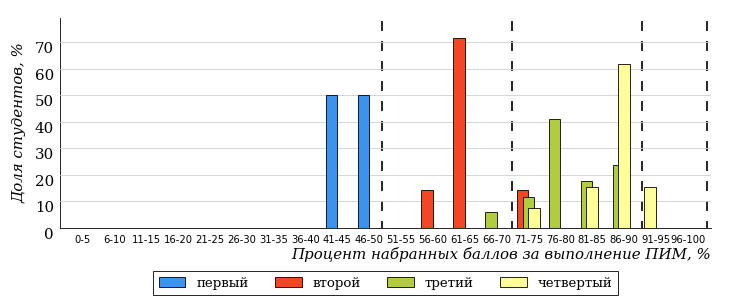 Доля студентов, %
70
60
50
40
30
20
10
0
0-5 6-10 11-15 16-20 21-25 26-30 31-35 36-40 41-45 46-50 51-55 56-60 61-65 66-70 71-75 76-80 81-85 86-90 91-95 96-100
Процент набранных баллов за выполнение ПИМ, %
первый второй третий четвертый